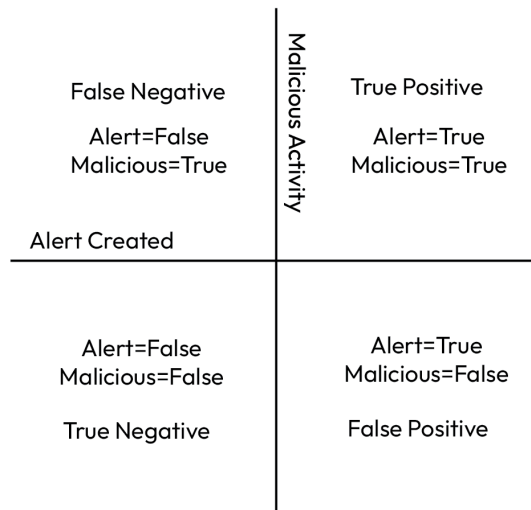 False Negative
Alert=False
Malicious=True
Malicious Activity
True Positive
Alert=True
Malicious=True
Alert Created
Alert=False
Malicious=False
True Negative
Alert=True
Malicious=False
False Positive